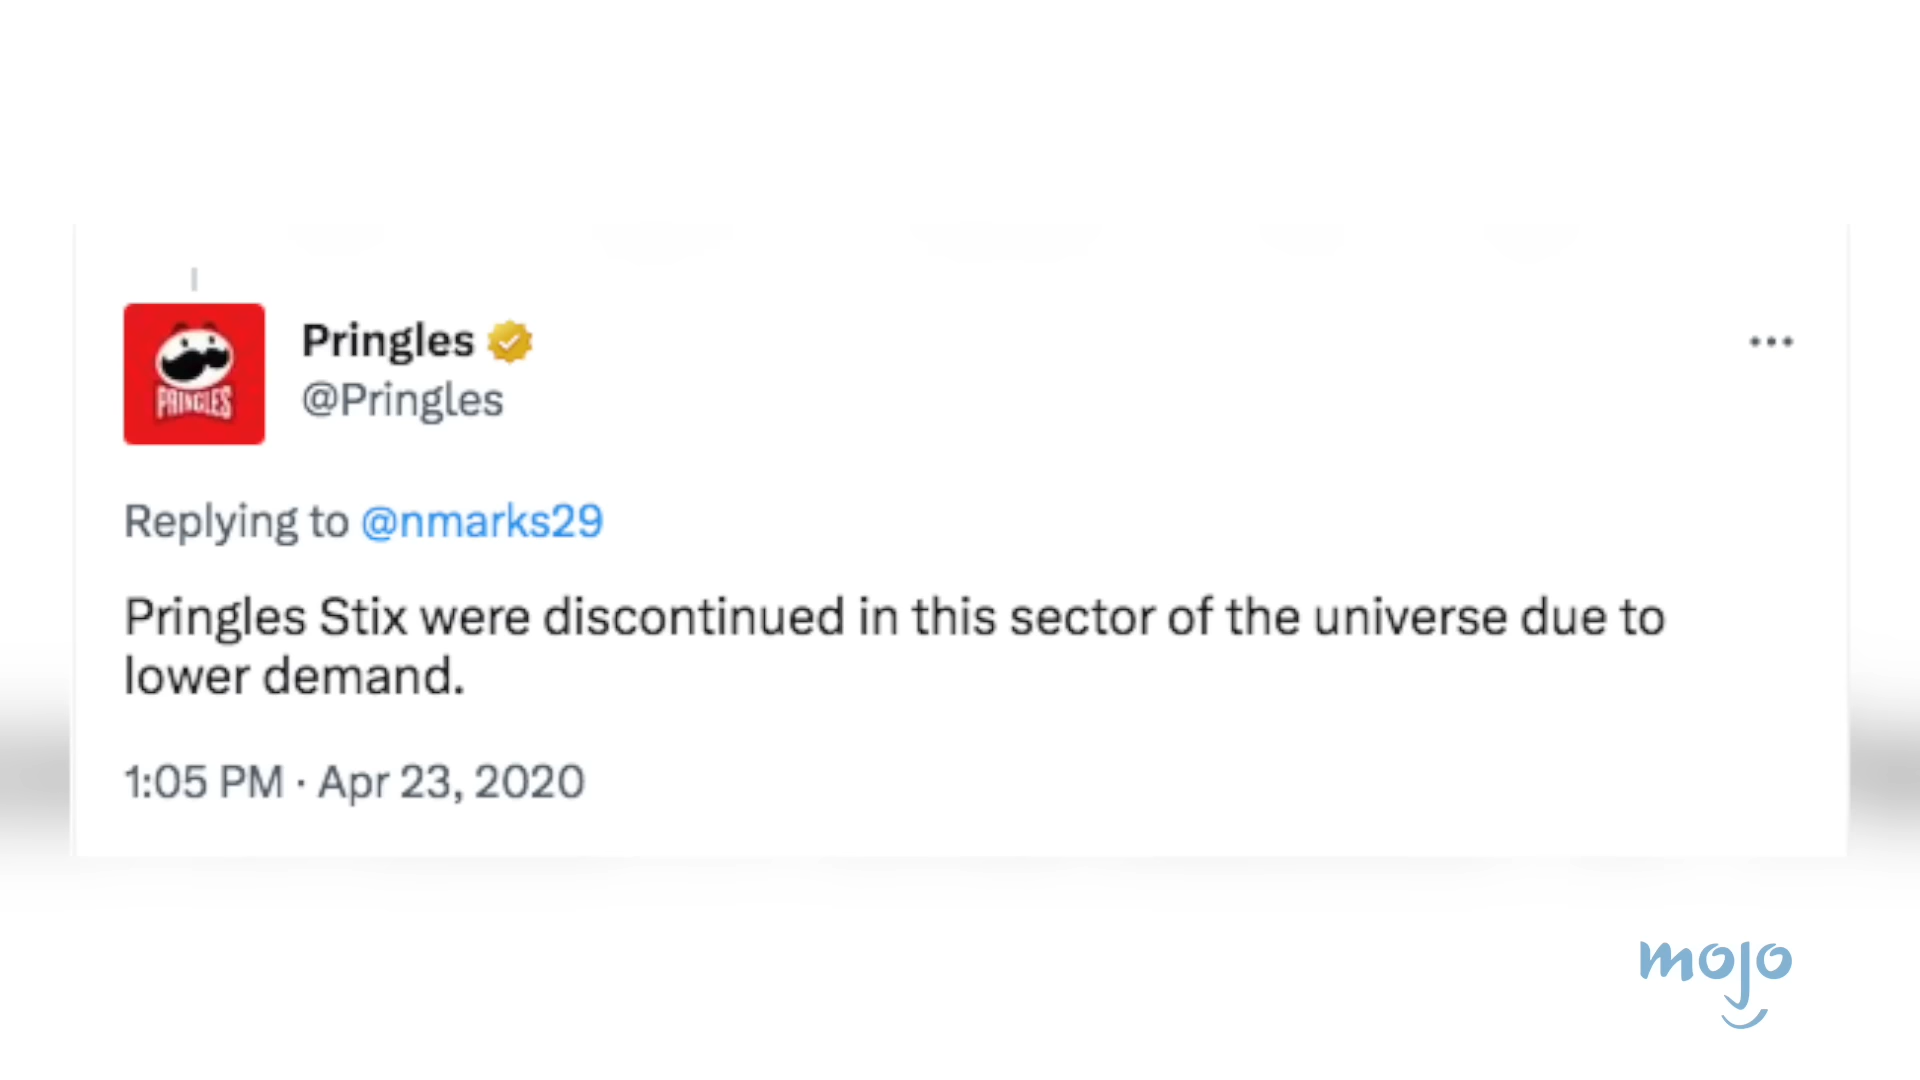 PRINGLES
Pringles
@Pringles
Replying to @nmarks29
Pringles Stix were discontinued in this sector of the universe due to
lower demand.
1:05 PM · Apr 23, 2020
mojo